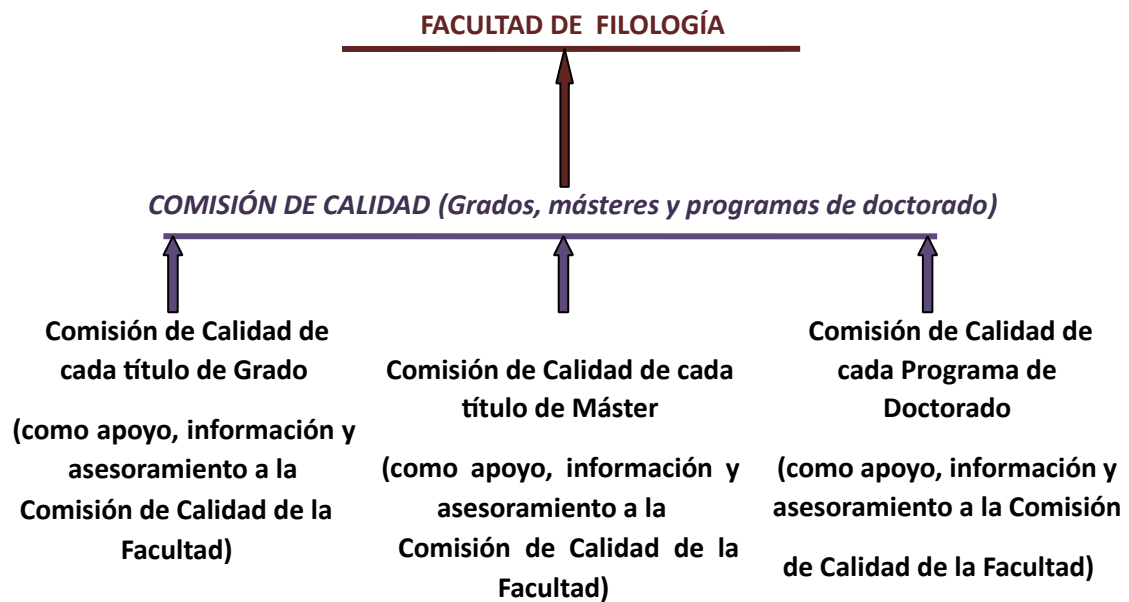 FACULTAD DE FILOLOGÍA
COMISIÓN DE CALIDAD (Grados, másteres y programas de doctorado)
Comisión de Calidad de
cada título de Grado
(como apoyo, información y
asesoramiento a la
Comisión de Calidad de la
Facultad)
Comisión de Calidad de cada
título de Máster
(como apoyo, información y
asesoramiento a la
Comisión de Calidad de la
Facultad)
Comisión de Calidad de
cada Programa de
Doctorado
(como apoyo, información y
asesoramiento a la Comisión
de Calidad de la Facultad)